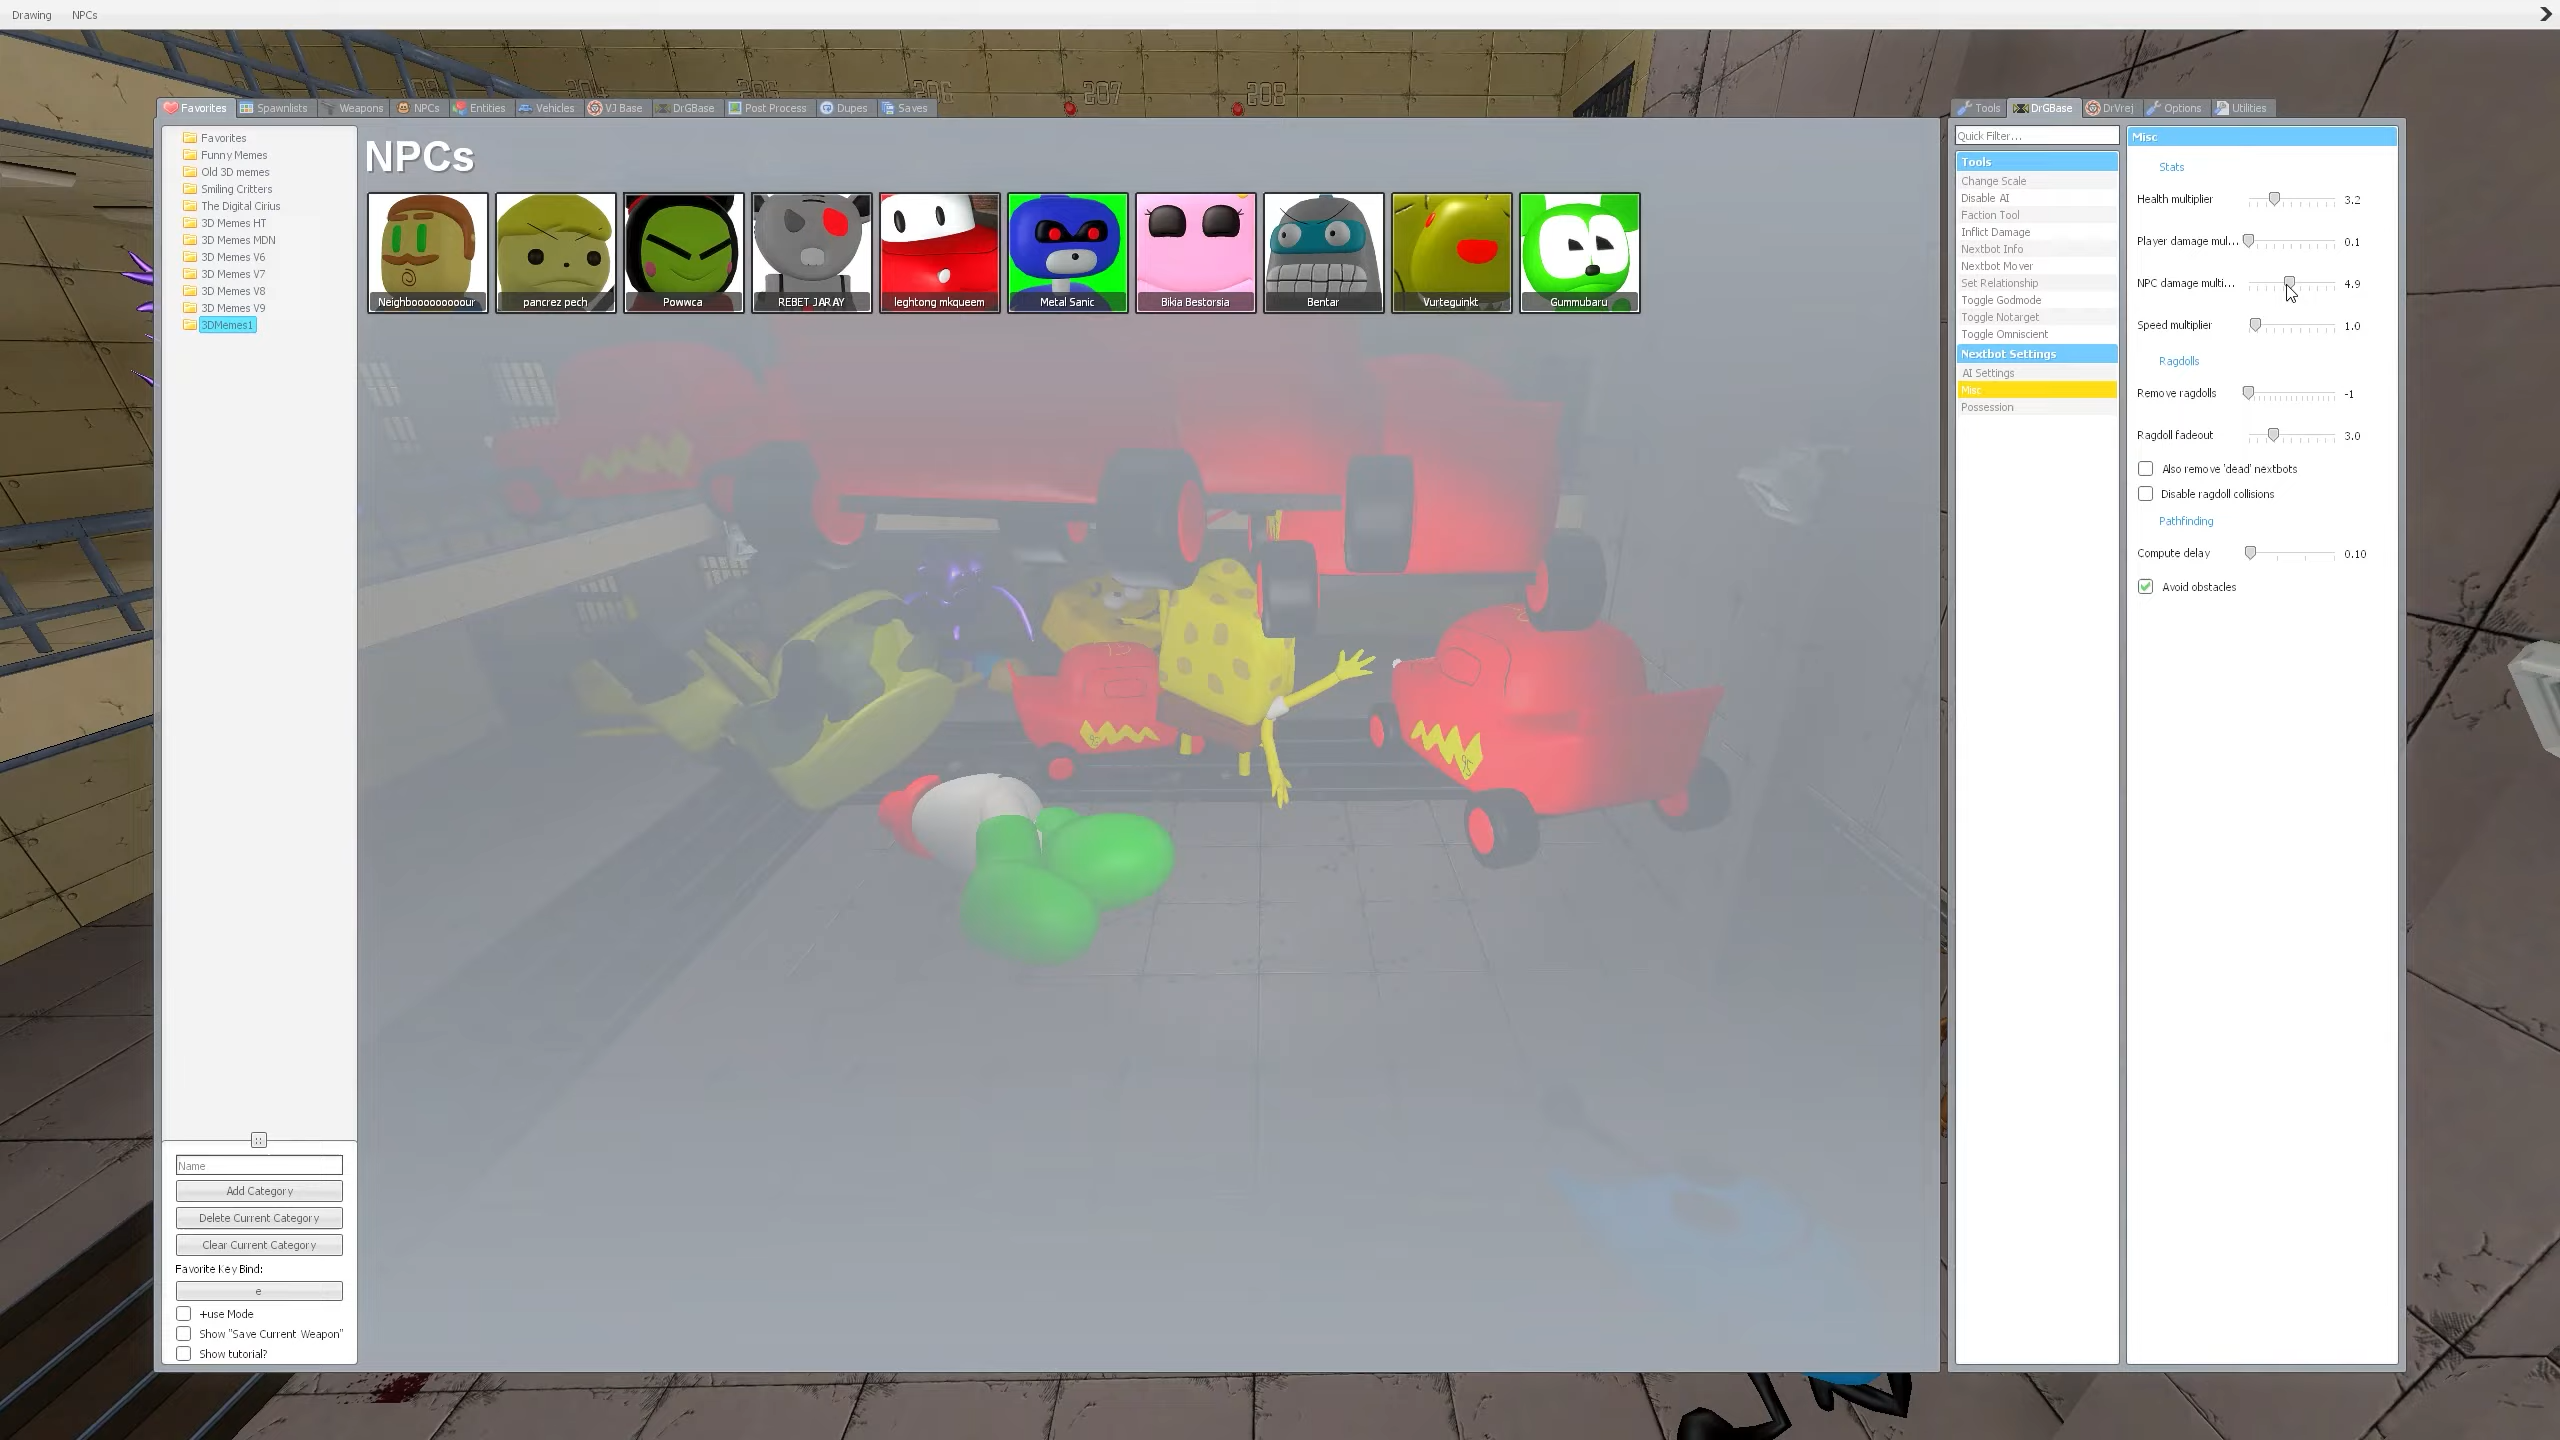 Drawing NPCs
205 206 207 208
Favorites Spawnlists Weapons NPCs Entities Vehicles VJ Base DrGBase Post Process Dupes Saves
Tools DrGBase DrVrej Options Utilities
Favorites
Funny Memes
Old 3D memes
Smiling Critters
The Digital Cirius
3D Memes HT
3D Memes MDN
3D Memes V6
3D Memes V7
3D Memes V8
3D Memes V9
3DMemes1
Name
Add Category
Delete Current Category
Clear Current Category
Favorite Key Bind:
e
+use Mode
Show "Save Current Weapon"
Show tutorial?
NPCs
Neighboooooooooour pancrez pech Powwca REBET JARAY leghtong mkqueem Metal Sanic Bikia Bestorsia Bentar Vurteguinkt Gummubaru
95
95
Quick Filter...
Tools
Change Scale
Disable AI
Faction Tool
Inflict Damage
Nextbot Info
Nextbot Mover
Set Relationship
Toggle Godmode
Toggle Notarget
Toggle Omniscient
Nextbot Settings
AI Settings
Misc
Possession
Misc
Stats
Health multiplier 3.2
Player damage mul... 0.1
NPC damage multi... 4.9
Speed multiplier 1.0
Ragdolls
Remove ragdolls -1
Ragdoll fadeout 3.0
Also remove 'dead' nextbots
Disable ragdoll collisions
Pathfinding
Compute delay 0.10
Avoid obstacles